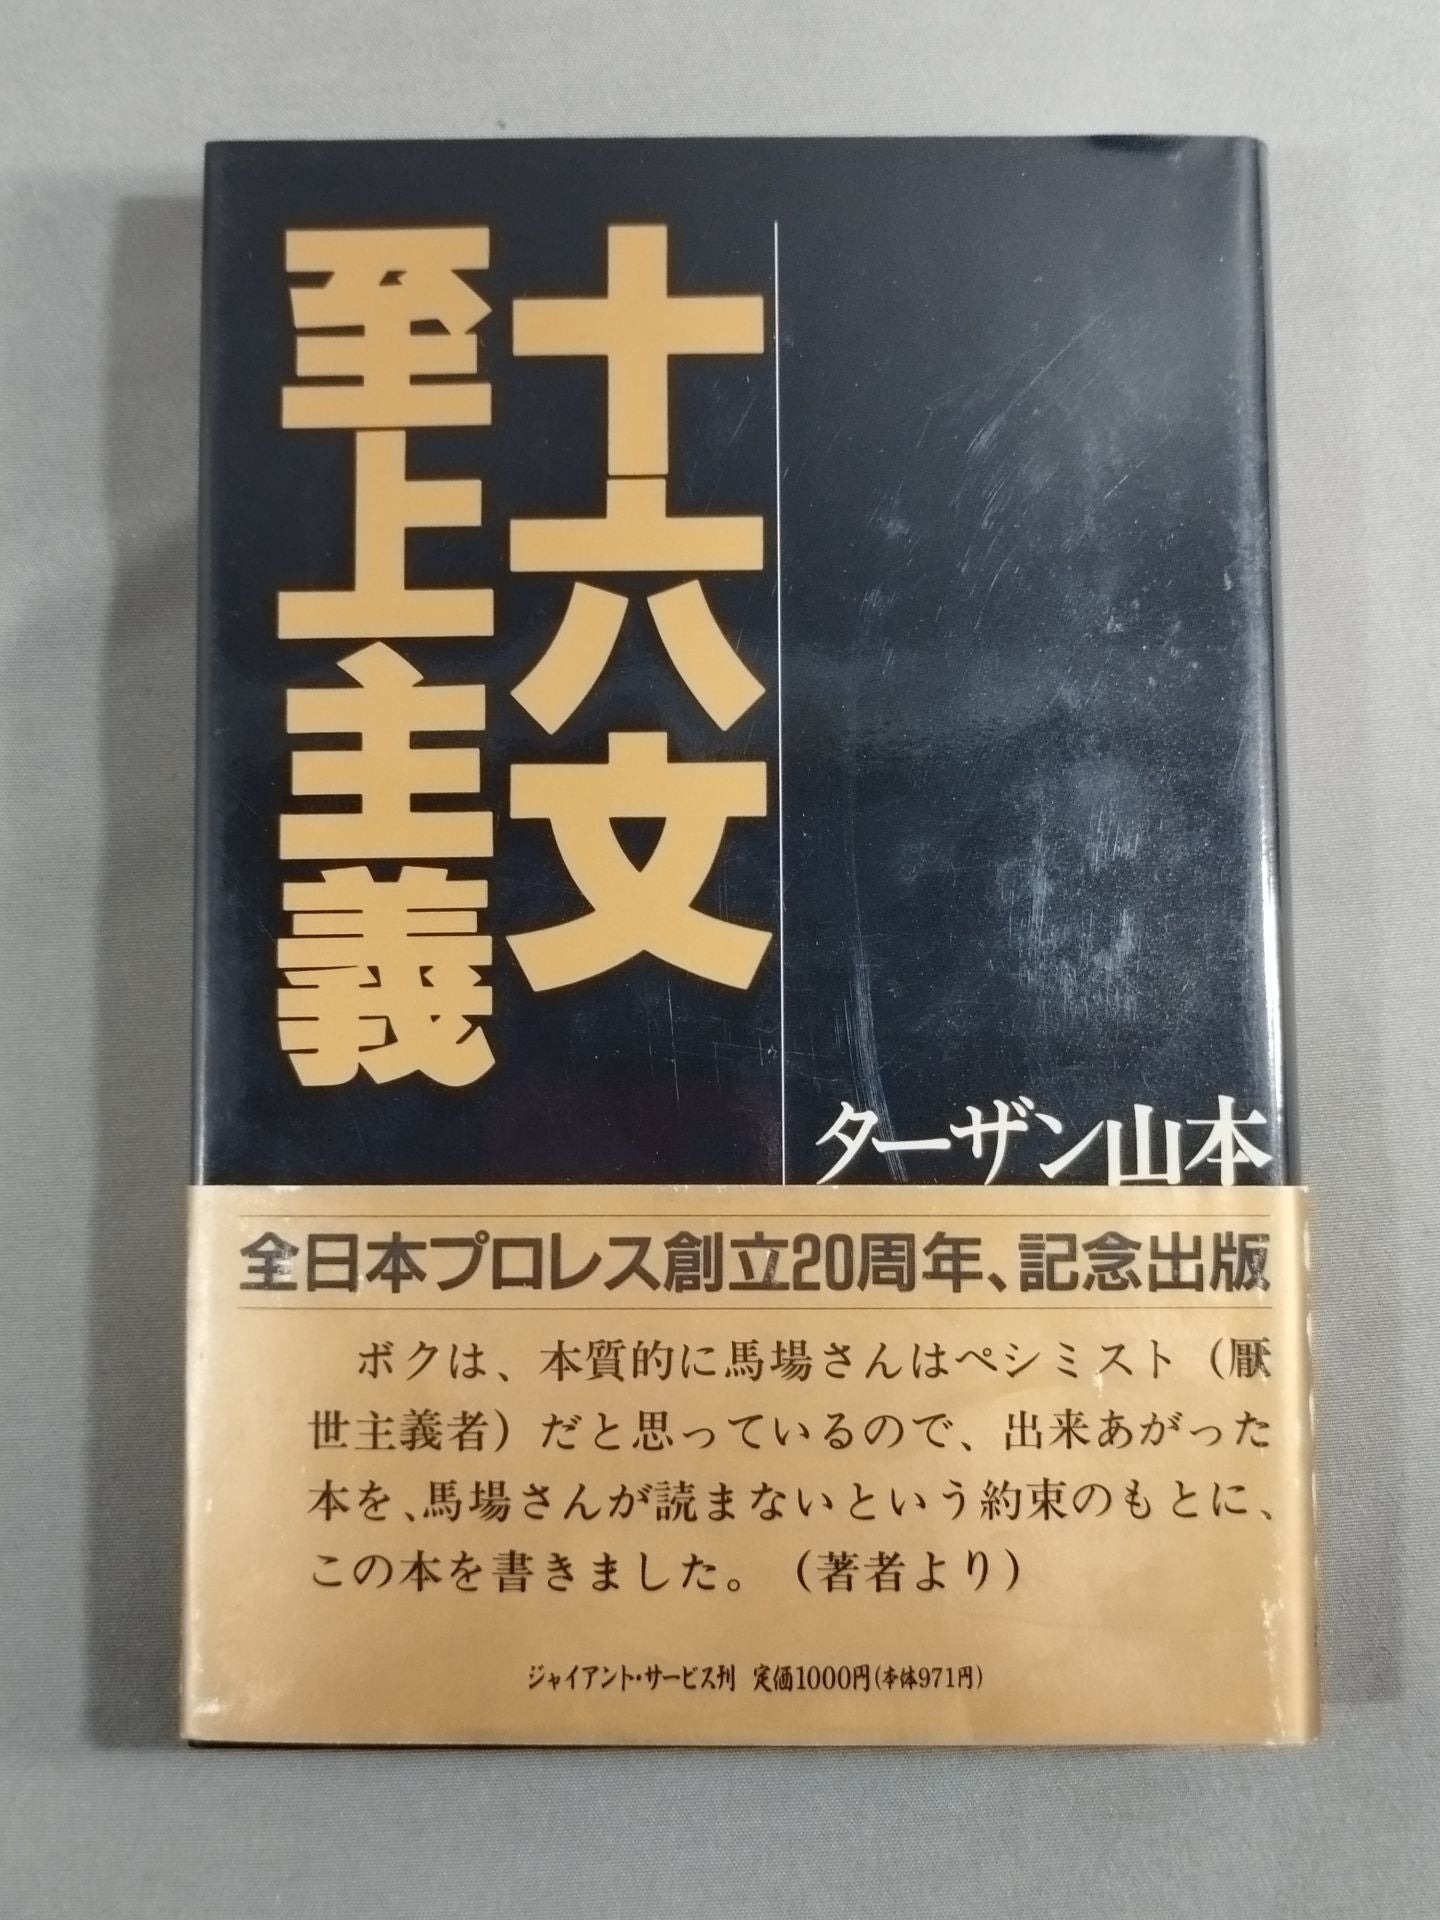 十六文
至上主義
ターザン山本
全日本プロレス創立20周年、記念出版
ボクは、本質的に馬場さんはペシミスト（厭
世主義者）だと思っているので、出来あがった
本を、馬場さんが読まないという約束のもとに、
この本を書きました。（著者より）
ジャイアント・サービス刊 定価1000円(本体971円)